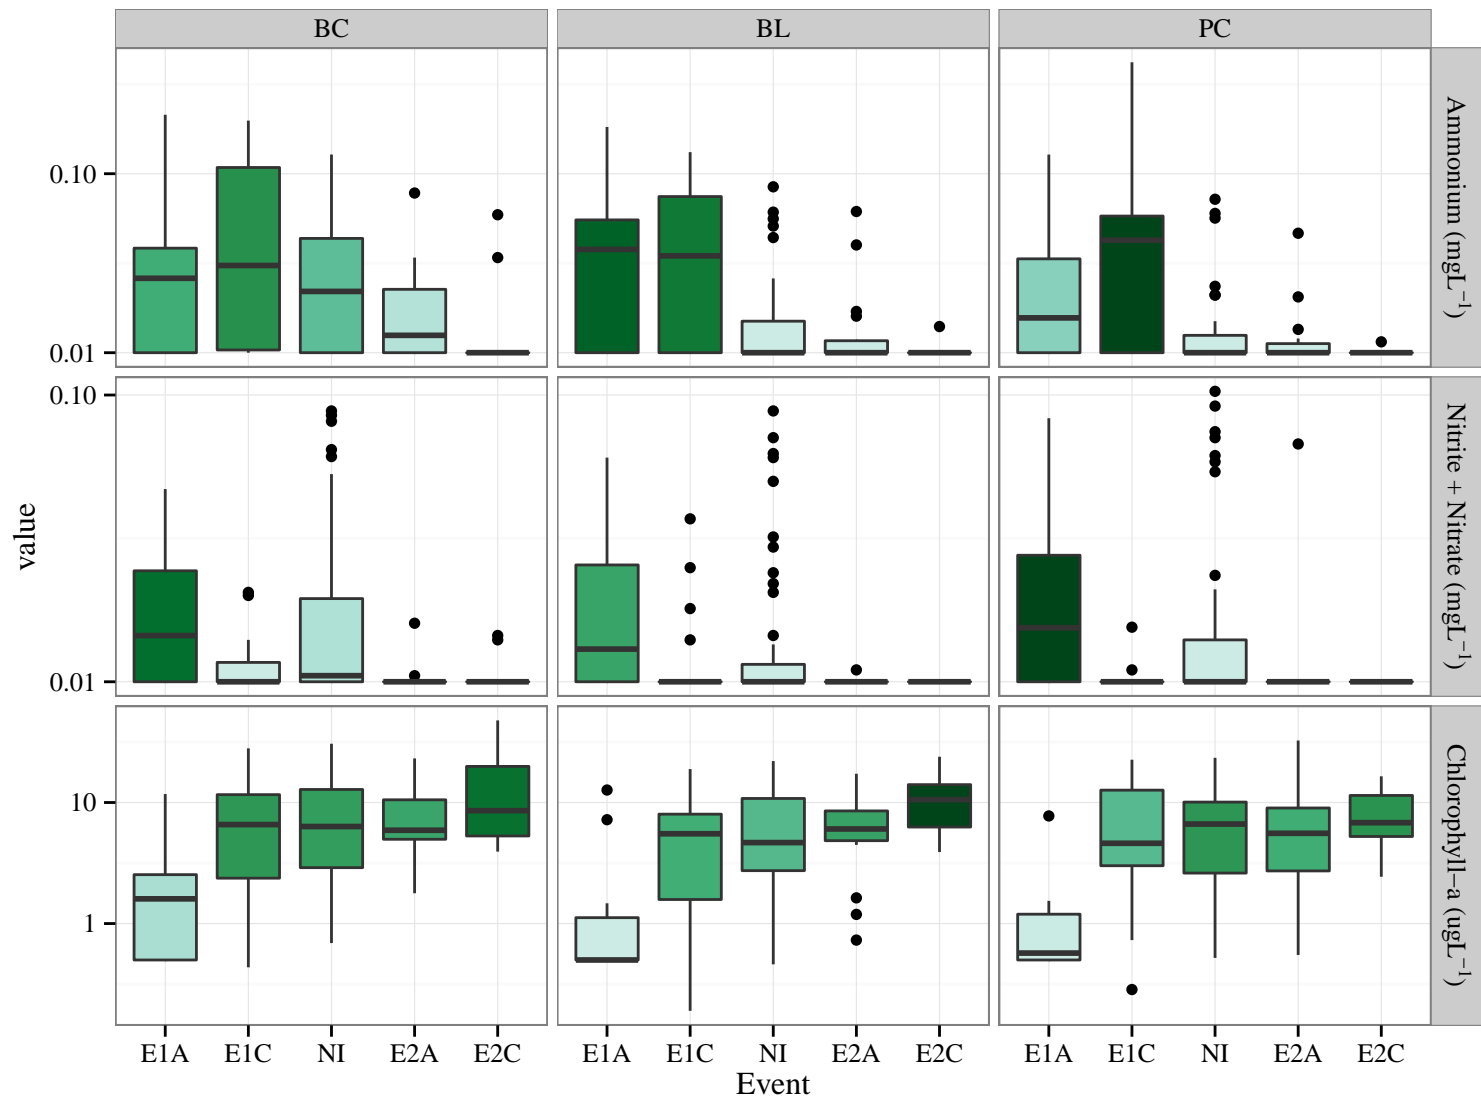 BC BL PC
0.10
0.01
Ammonium (mgL⁻¹)
0.10
0.01
Nitrite + Nitrate (mgL⁻¹)
value
10
1
Chlorophyll−a (ugL⁻¹)
E1A E1C NI E2A E2C E1A E1C NI E2A E2C E1A E1C NI E2A E2C
Event